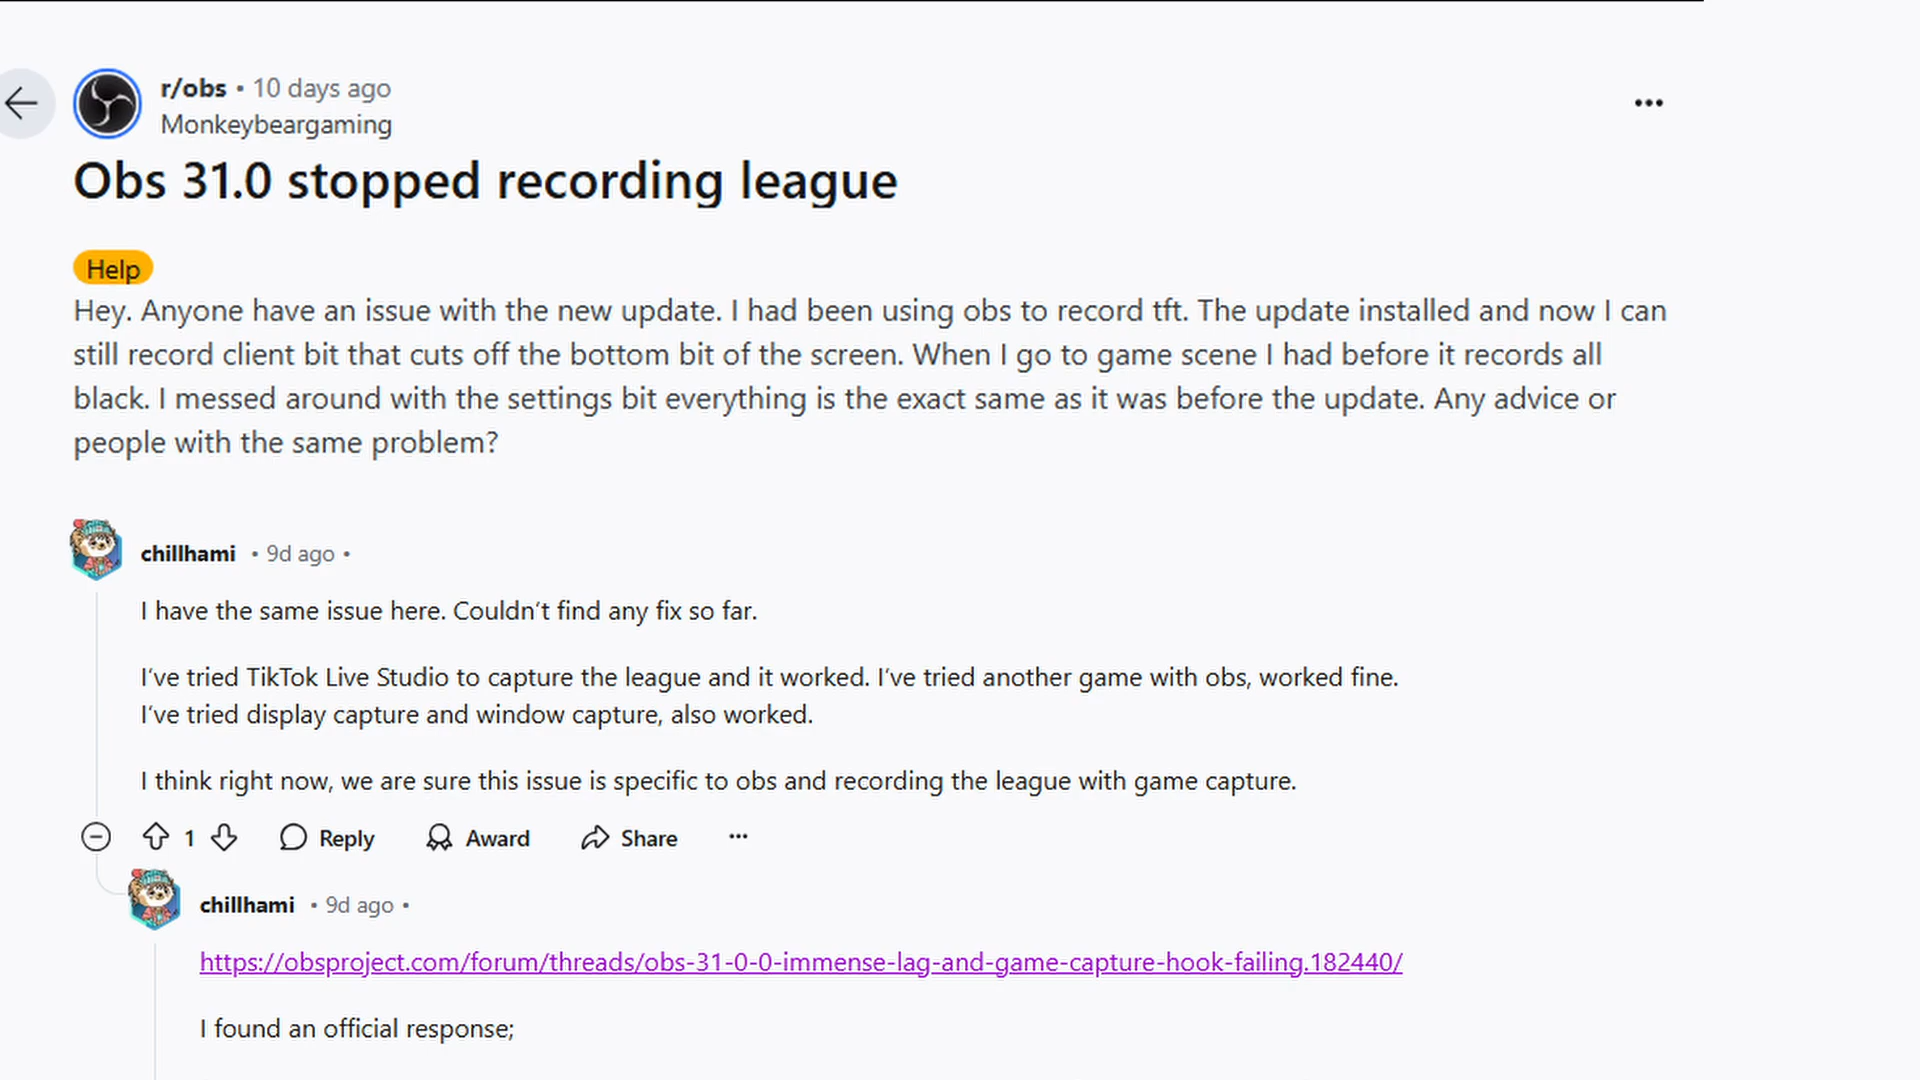 r/obs • 10 days ago
Monkeybeargaming
Obs 31.0 stopped recording league
Help
Hey. Anyone have an issue with the new update. I had been using obs to record tft. The update installed and now I can
still record client bit that cuts off the bottom bit of the screen. When I go to game scene I had before it records all
black. I messed around with the settings bit everything is the exact same as it was before the update. Any advice or
people with the same problem?
chillhami • 9d ago •
I have the same issue here. Couldn't find any fix so far.
I've tried TikTok Live Studio to capture the league and it worked. I've tried another game with obs, worked fine.
I've tried display capture and window capture, also worked.
I think right now, we are sure this issue is specific to obs and recording the league with game capture.
1 Reply Award Share
chillhami • 9d ago •
https://obsproject.com/forum/threads/obs-31-0-0-immense-lag-and-game-capture-hook-failing.182440/
I found an official response;